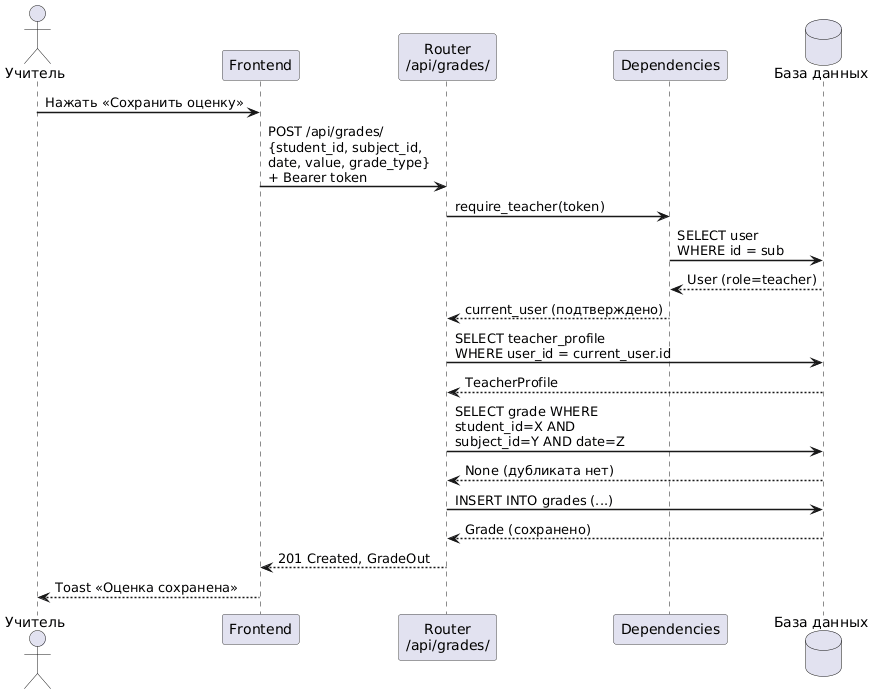 Учитель
Frontend
Router
/api/grades/
Dependencies
База данных
Нажать «Сохранить оценку»
POST /api/grades/
{student_id, subject_id,
date, value, grade_type}
+ Bearer token
require_teacher(token)
SELECT user
WHERE id = sub
User (role=teacher)
current_user (подтверждено)
SELECT teacher_profile
WHERE user_id = current_user.id
TeacherProfile
SELECT grade WHERE
student_id=X AND
subject_id=Y AND date=Z
None (дубликата нет)
INSERT INTO grades (...)
Grade (сохранено)
201 Created, GradeOut
Toast «Оценка сохранена»
Учитель
Frontend
Router
/api/grades/
Dependencies
База данных